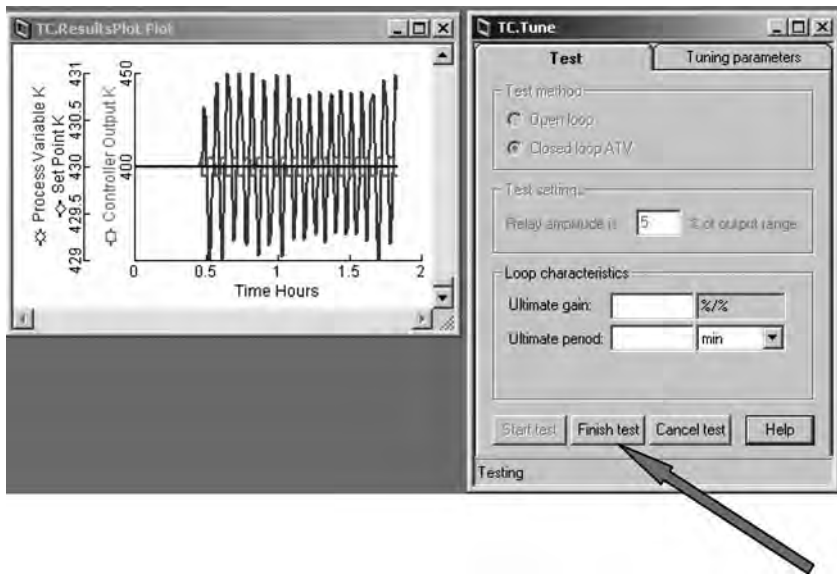 TC.ResultsPlot Plot
Process Variable K
431
430.5
430
429.5
429
Set Point K
Controller Output K
450
400
0
0.5
1
1.5
2
Time Hours
TC.Tune
Test
Tuning parameters
Test method
Open loop
Closed loop ATV
Test settings
Relay amplitude is
5
% of output range
Loop characteristics
Ultimate gain:
%/%
Ultimate period:
min
Start test
Finish test
Cancel test
Help
Testing